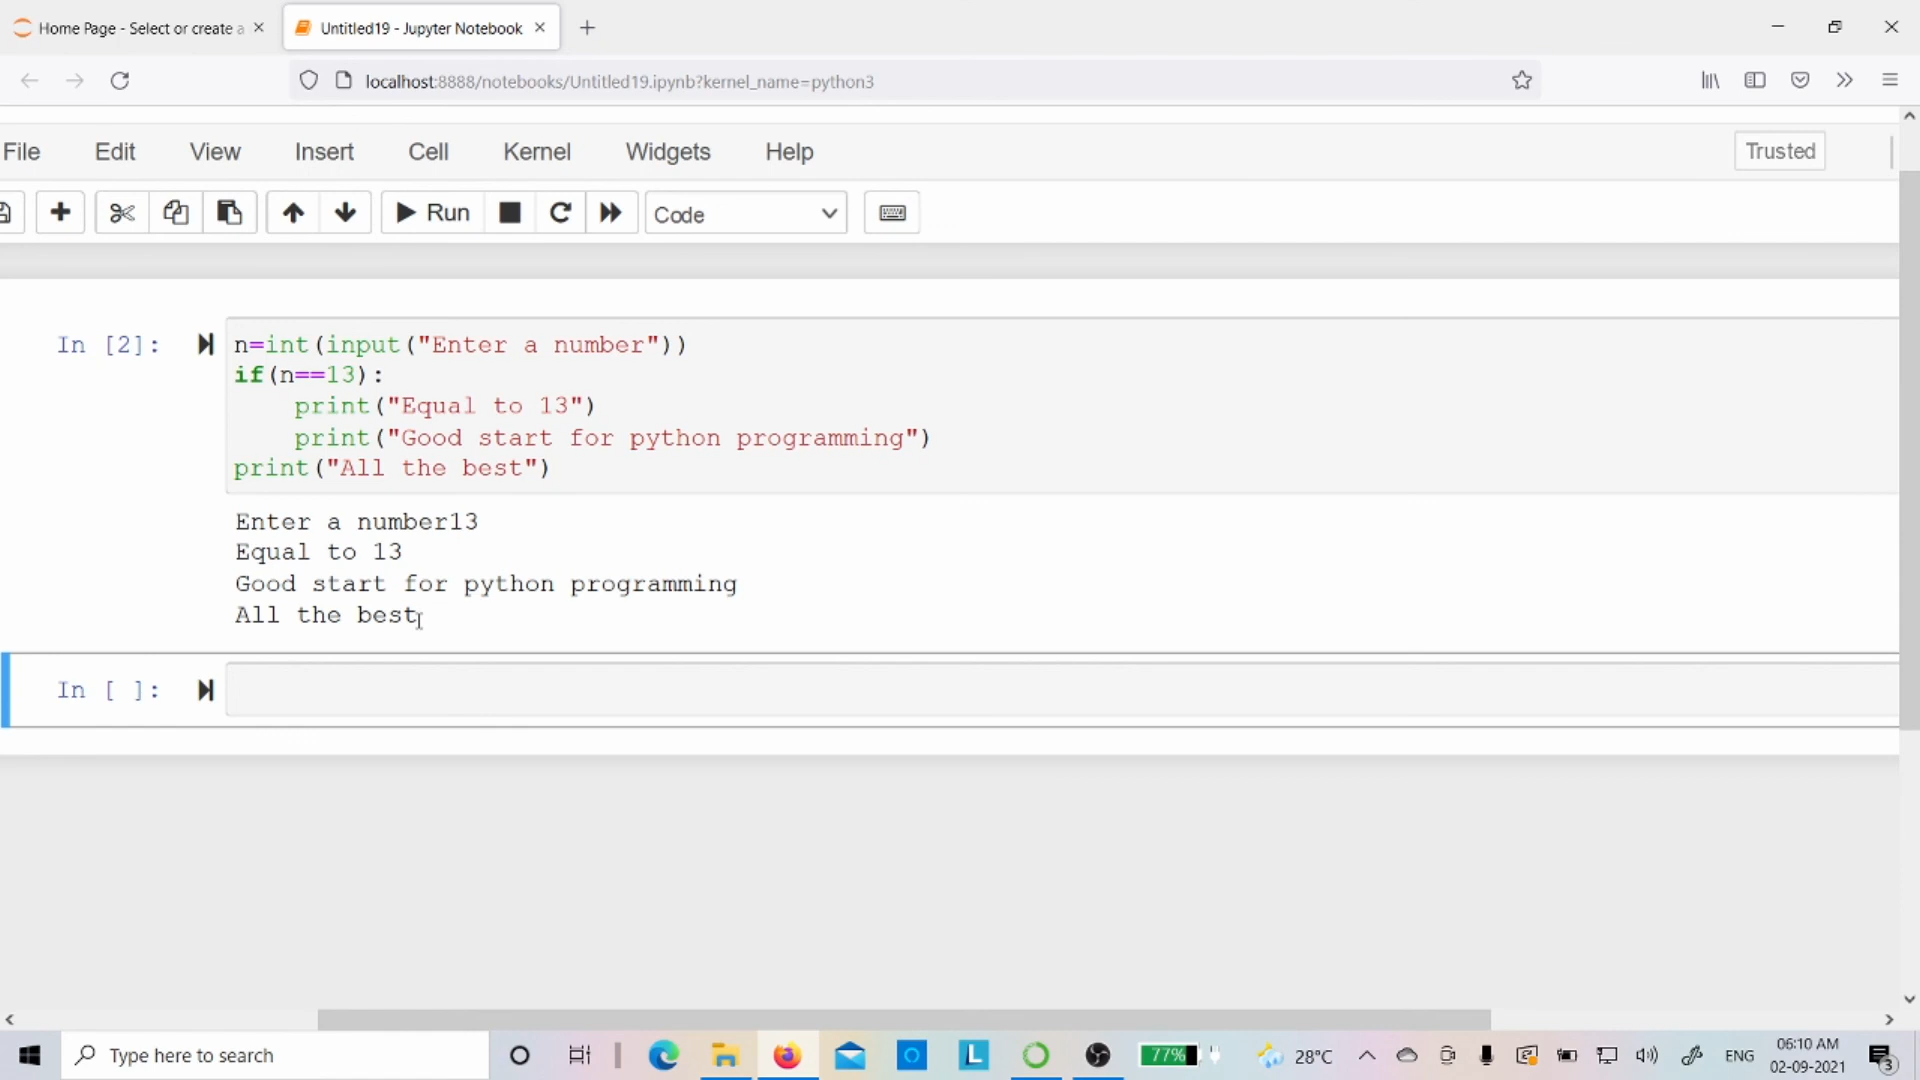 Home Page - Select or create a
Untitled19 - Jupyter Notebook
localhost:8888/notebooks/Untitled19.ipynb?kernel_name=python3
File Edit View Insert Cell Kernel Widgets Help Trusted
Run Code
In [2]:
n=int(input("Enter a number"))
if(n==13):
    print("Equal to 13")
    print("Good start for python programming")
print("All the best")
Enter a number13
Equal to 13
Good start for python programming
All the best
In [ ]:
Type here to search
L
77%
28°C
ENG
06:10 AM
02-09-2021
3